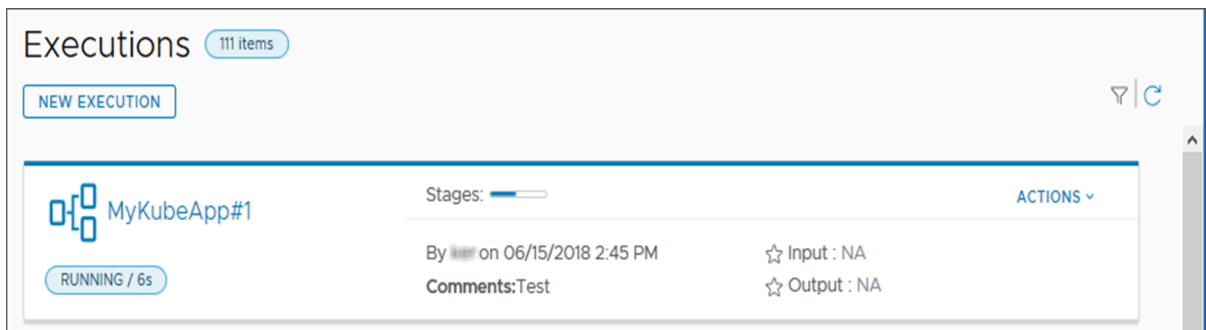 Executions 111 items
NEW EXECUTION
MyKubeApp#1
RUNNING / 6s
Stages:
ACTIONS
By on 06/15/2018 2:45 PM
Comments:Test
Input : NA
Output : NA